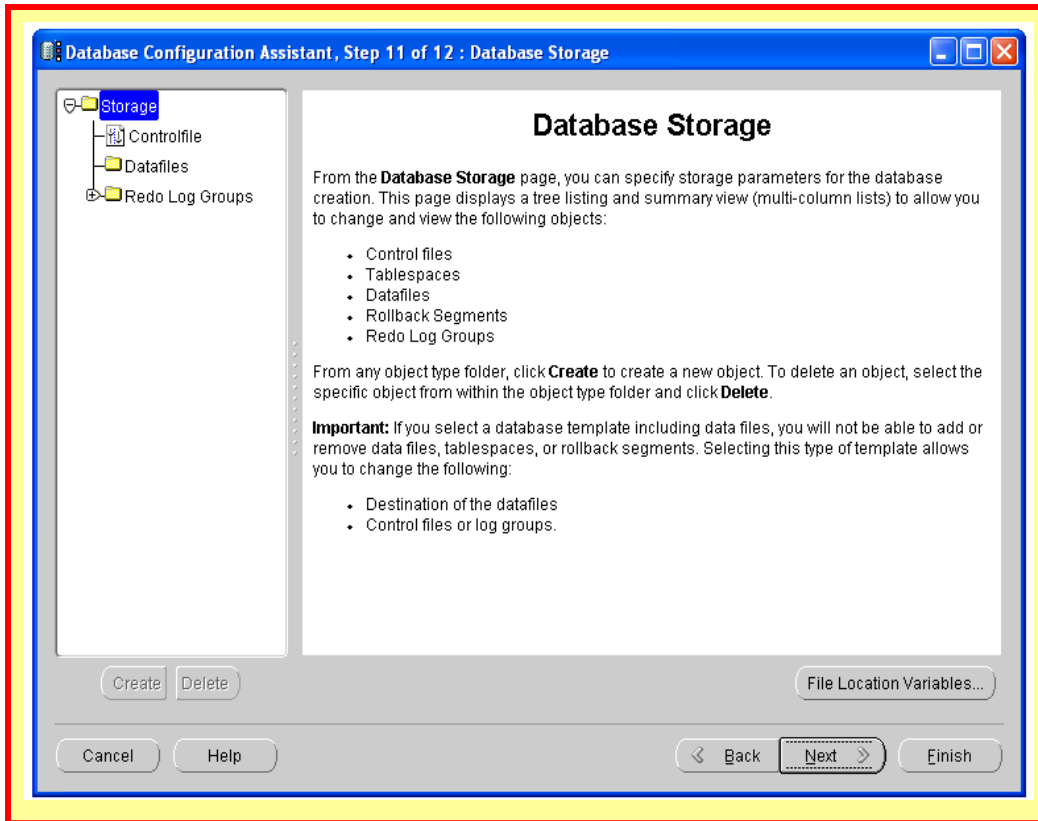 Database Configuration Assistant, Step 11 of 12 : Database Storage
Storage
Controlfile
Datafiles
Redo Log Groups
Database Storage
From the Database Storage page, you can specify storage parameters for the database
creation. This page displays a tree listing and summary view (multi-column lists) to allow you
to change and view the following objects:
• Control files
• Tablespaces
• Datafiles
• Rollback Segments
• Redo Log Groups
From any object type folder, click Create to create a new object. To delete an object, select the
specific object from within the object type folder and click Delete.
Important: If you select a database template including data files, you will not be able to add or
remove data files, tablespaces, or rollback segments. Selecting this type of template allows
you to change the following:
• Destination of the datafiles
• Control files or log groups.
Create Delete
File Location Variables...
Cancel Help Back Next Finish